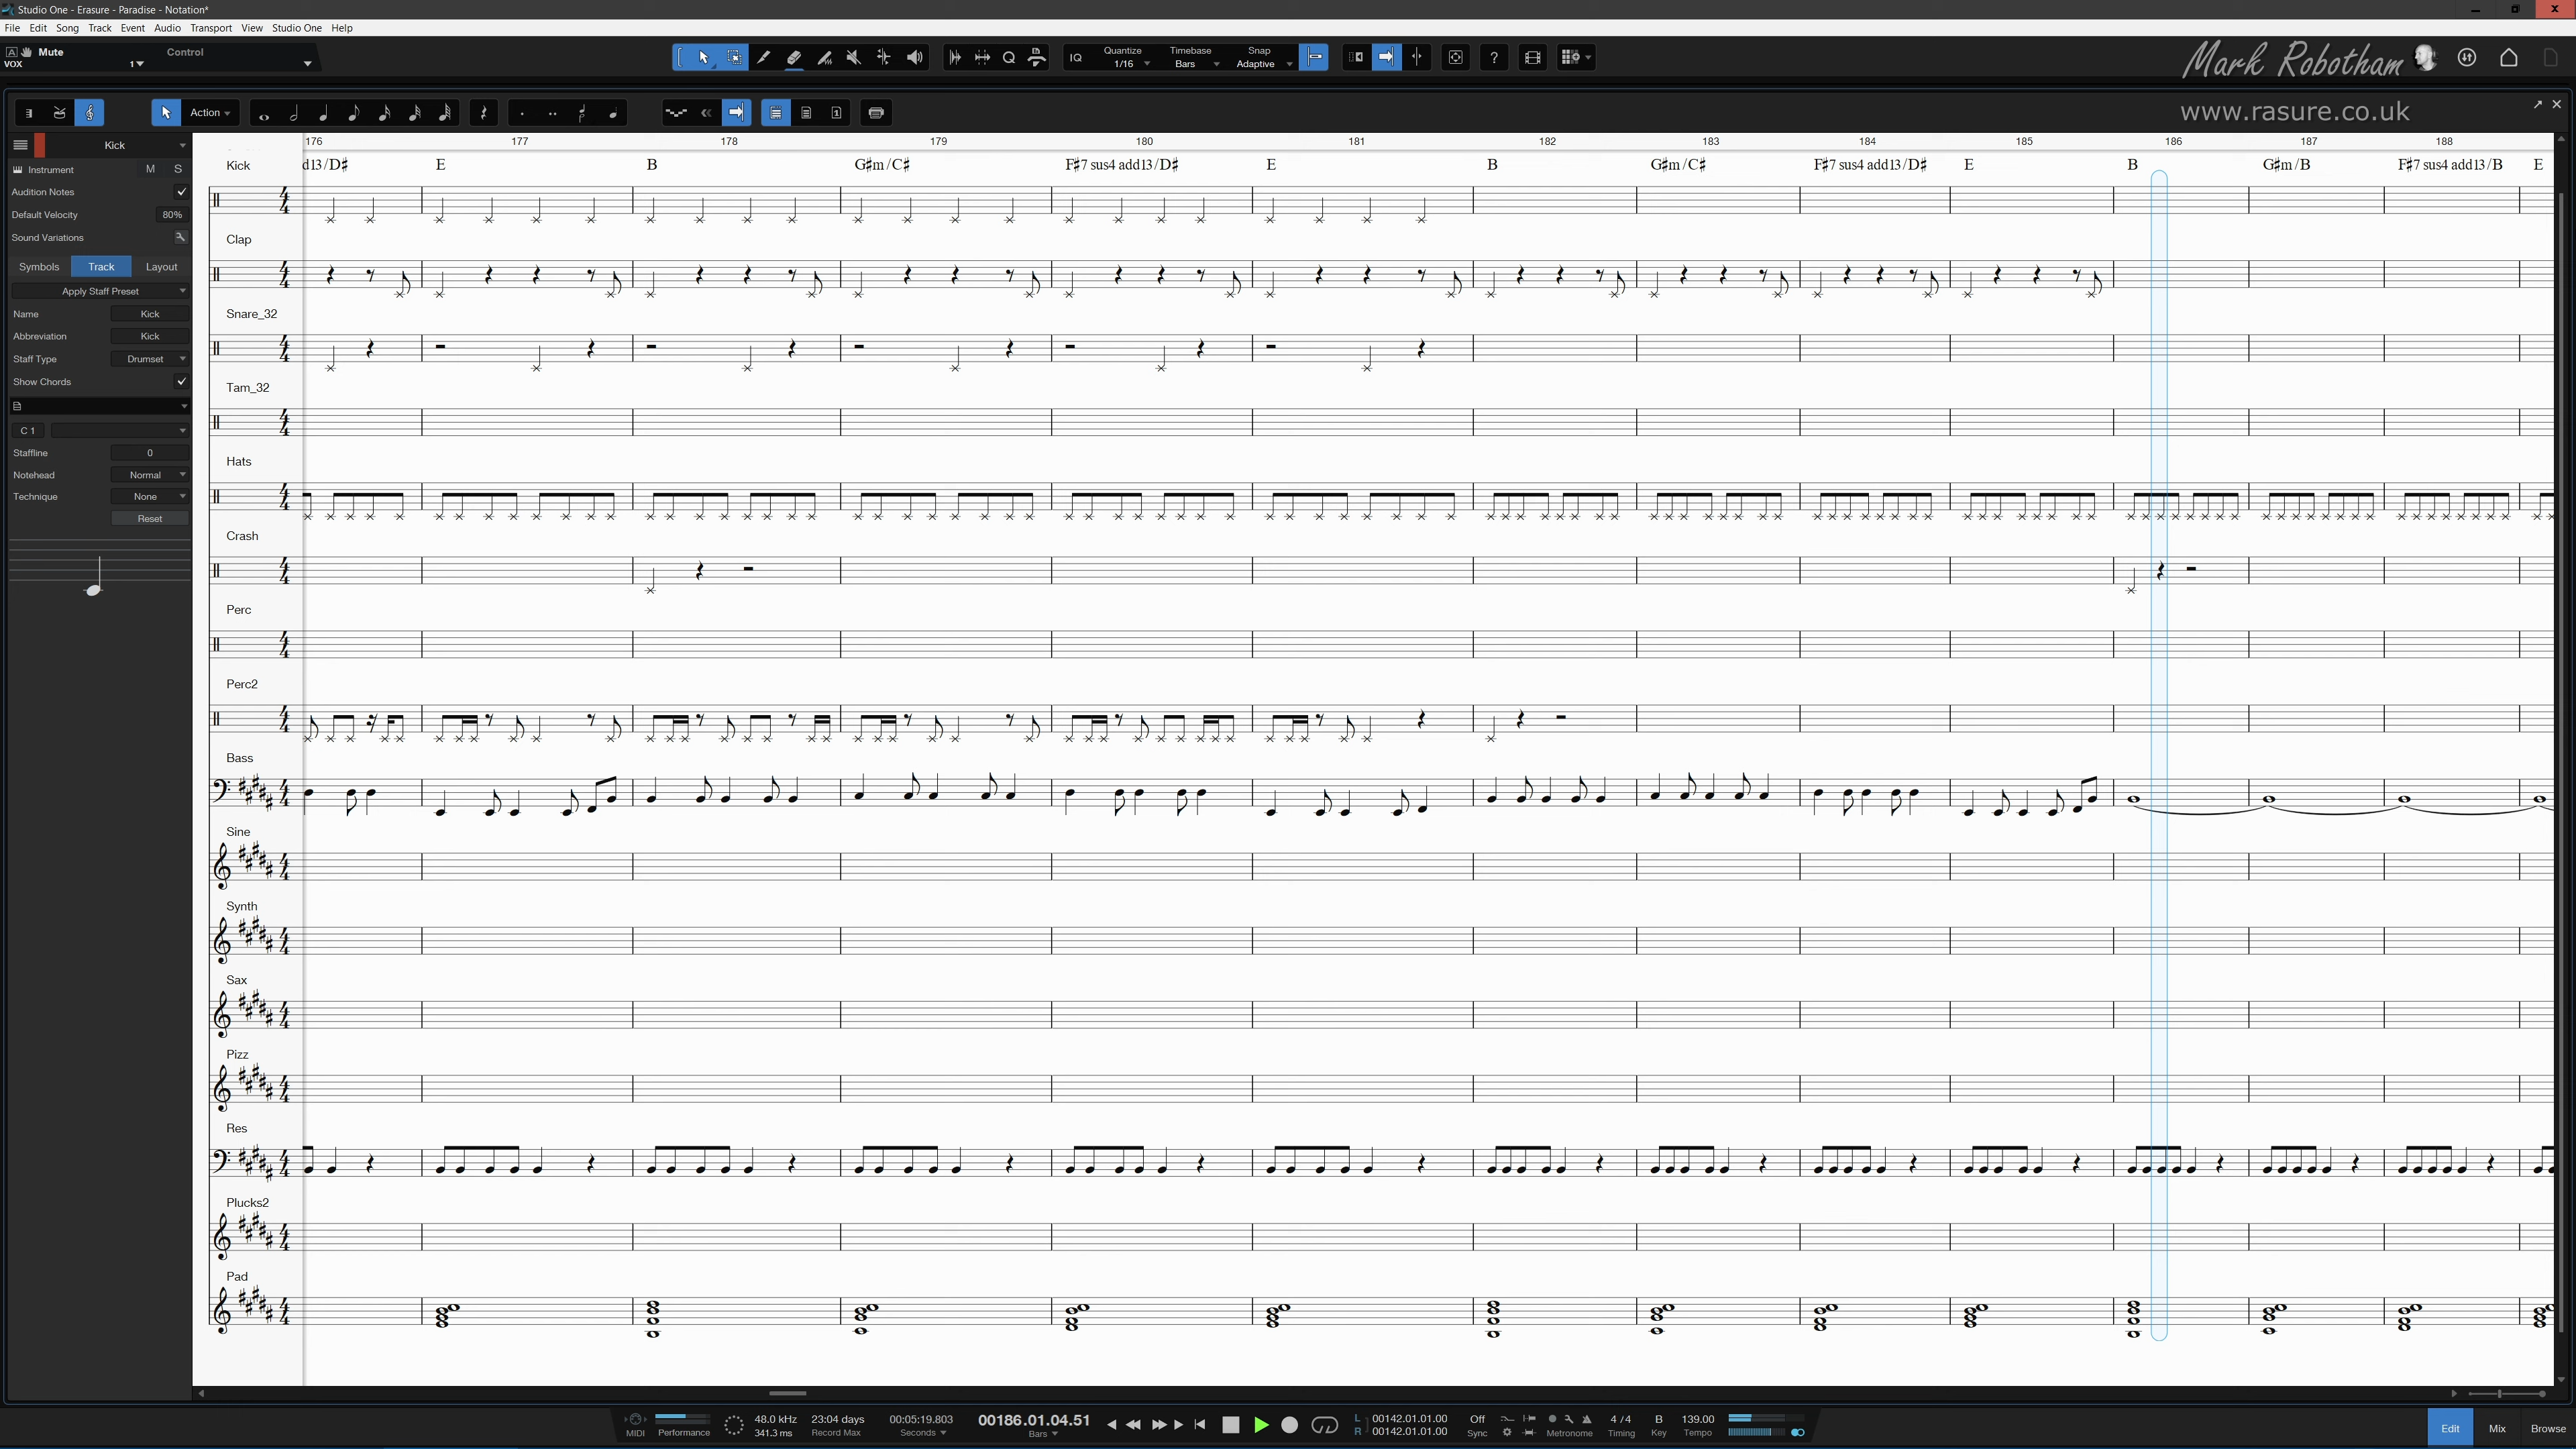 Studio One - Erasure - Paradise - Notation*
File Edit Song Track Event Audio Transport View Studio One Help
Mute Control
VOX 1
Quantize Timebase Snap
IQ 1/16 Bars Adaptive
Mark Robotham
Action
www.rasure.co.uk
176 177 178 179 180 181 182 183 184 185 186 187 188
Kick
Instrument M S
Audition Notes
Default Velocity 80%
Sound Variations
Symbols Track Layout
Apply Staff Preset
Name Kick
Abbreviation Kick
Staff Type Drumset
Show Chords
C 1
Staffline 0
Notehead Normal
Technique None
Reset
Kick d13/D♯ E B G♯m/C♯ F♯7 sus4 add13/D♯ E B G♯m/C♯ F♯7 sus4 add13/D♯ E B G♯m/B F♯7 sus4 add13/B E
Clap
Snare_32
Tam_32
Hats
Crash
Perc
Perc2
Bass
Sine
Synth
Sax
Pizz
Res
Plucks2
Pad
MIDI Performance
48.0 kHz
341.3 ms
23:04 days
Record Max
00:05:19.803
Seconds
00186.01.04.51
Bars
L 00142.01.01.00
R 00142.01.01.00
Off
Sync
Metronome
4 / 4
Timing
B
Key
139.00
Tempo
Edit Mix Browse